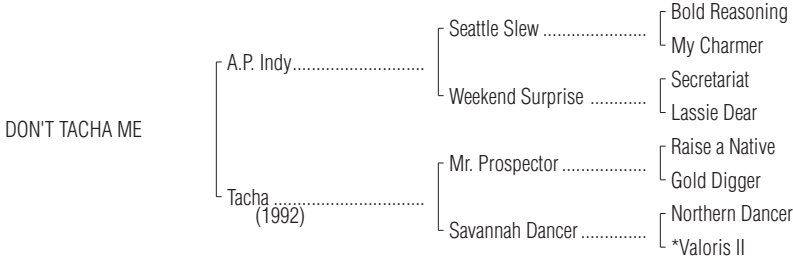 Bold Reasoning
Seattle Slew ......................
My Charmer
A.P. Indy............................
Secretariat
Weekend Surprise ............
Lassie Dear
DON'T TACHA ME
Raise a Native
Mr. Prospector ..................
Gold Digger
Tacha ................................
(1992)
Northern Dancer
Savannah Dancer ..............
*Valoris II